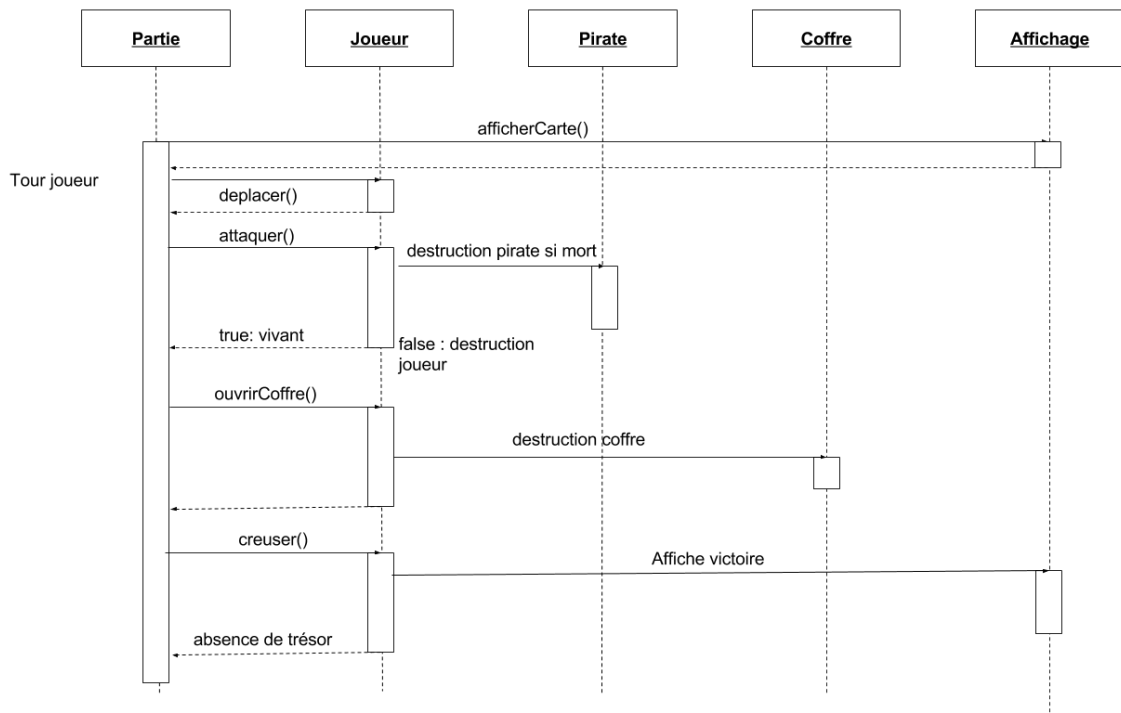 Partie
Joueur
Pirate
Coffre
Affichage
afficherCarte()
Tour joueur
deplacer()
attaquer()
destruction pirate si mort
true: vivant
false : destruction
joueur
ouvrirCoffre()
destruction coffre
creuser()
Affiche victoire
absence de trésor